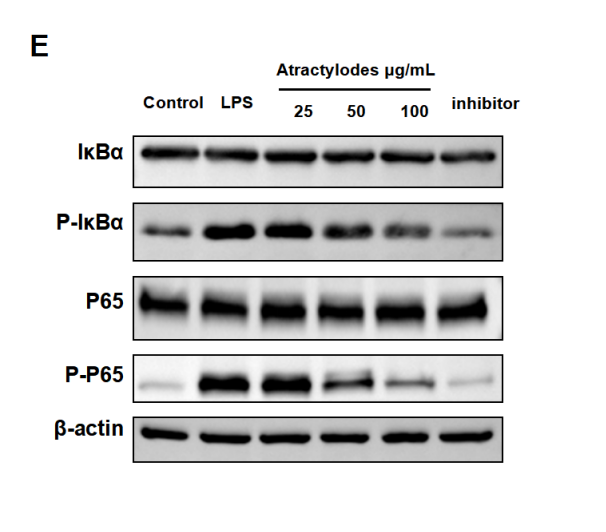 E
Atractylodes µg/mL
Control LPS 25 50 100 inhibitor
IκBα
P-IκBα
P65
P-P65
β-actin